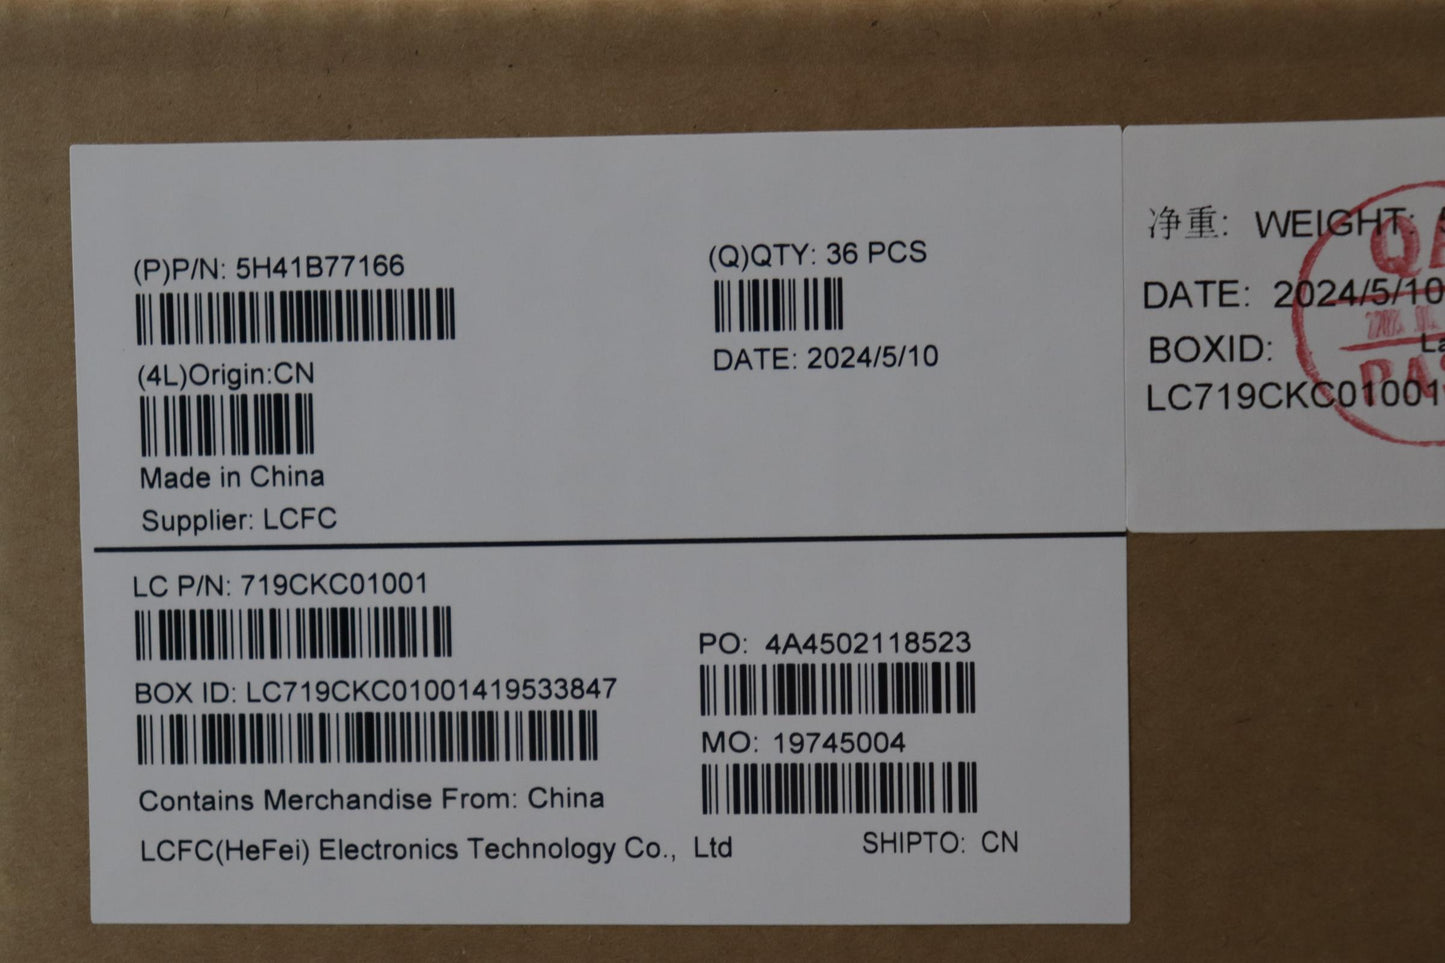 (P)P/N: 5H41B77166
(Q)QTY: 36 PCS
(4L)Origin:CN
DATE: 2024/5/10
Made in China
Supplier: LCFC
LC P/N: 719CKC01001
PO: 4A4502118523
BOX ID: LC719CKC01001419533847
MO: 19745004
Contains Merchandise From: China
LCFC(HeFei) Electronics Technology Co., Ltd
SHIPTO: CN
净重: WEIGHT:
DATE: 2024/5/10
BOXID:
LC719CKC01001